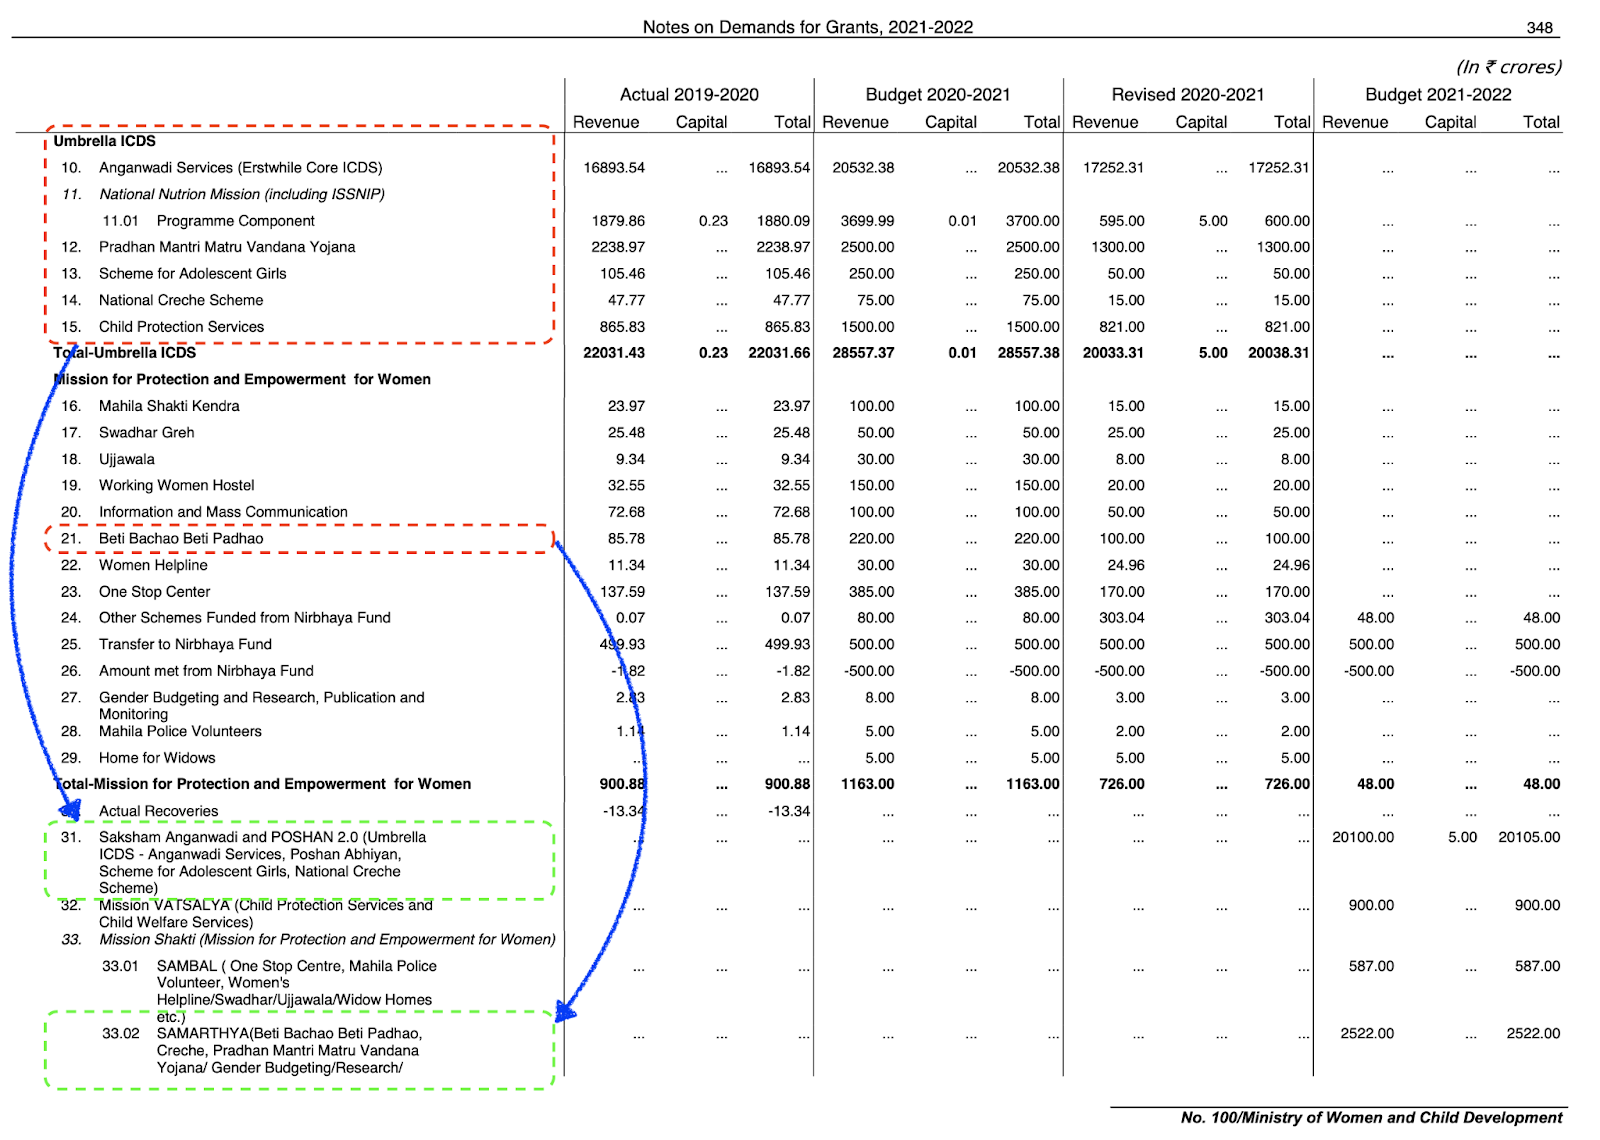 Notes on Demands for Grants, 2021-2022 348
(In ₹ crores)
Actual 2019-2020 Budget 2020-2021 Revised 2020-2021 Budget 2021-2022
Revenue Capital Total Revenue Capital Total Revenue Capital Total Revenue Capital Total
Umbrella ICDS
10. Anganwadi Services (Erstwhile Core ICDS) 16893.54 ... 16893.54 20532.38 ... 20532.38 17252.31 ... 17252.31 ... ... ...
11. National Nutrion Mission (including ISSNIP)
11.01 Programme Component 1879.86 0.23 1880.09 3699.99 0.01 3700.00 595.00 5.00 600.00 ... ... ...
12. Pradhan Mantri Matru Vandana Yojana 2238.97 ... 2238.97 2500.00 ... 2500.00 1300.00 ... 1300.00 ... ... ...
13. Scheme for Adolescent Girls 105.46 ... 105.46 250.00 ... 250.00 50.00 ... 50.00 ... ... ...
14. National Creche Scheme 47.77 ... 47.77 75.00 ... 75.00 15.00 ... 15.00 ... ... ...
15. Child Protection Services 865.83 ... 865.83 1500.00 ... 1500.00 821.00 ... 821.00 ... ... ...
Total-Umbrella ICDS 22031.43 0.23 22031.66 28557.37 0.01 28557.38 20033.31 5.00 20038.31 ... ... ...
Mission for Protection and Empowerment for Women
16. Mahila Shakti Kendra 23.97 ... 23.97 100.00 ... 100.00 15.00 ... 15.00 ... ... ...
17. Swadhar Greh 25.48 ... 25.48 50.00 ... 50.00 25.00 ... 25.00 ... ... ...
18. Ujjawala 9.34 ... 9.34 30.00 ... 30.00 8.00 ... 8.00 ... ... ...
19. Working Women Hostel 32.55 ... 32.55 150.00 ... 150.00 20.00 ... 20.00 ... ... ...
20. Information and Mass Communication 72.68 ... 72.68 100.00 ... 100.00 50.00 ... 50.00 ... ... ...
21. Beti Bachao Beti Padhao 85.78 ... 85.78 220.00 ... 220.00 100.00 ... 100.00 ... ... ...
22. Women Helpline 11.34 ... 11.34 30.00 ... 30.00 24.96 ... 24.96 ... ... ...
23. One Stop Center 137.59 ... 137.59 385.00 ... 385.00 170.00 ... 170.00 ... ... ...
24. Other Schemes Funded from Nirbhaya Fund 0.07 ... 0.07 80.00 ... 80.00 303.04 ... 303.04 48.00 ... 48.00
25. Transfer to Nirbhaya Fund 499.93 ... 499.93 500.00 ... 500.00 500.00 ... 500.00 500.00 ... 500.00
26. Amount met from Nirbhaya Fund -1.82 ... -1.82 -500.00 ... -500.00 -500.00 ... -500.00 -500.00 ... -500.00
27. Gender Budgeting and Research, Publication and 2.83 ... 2.83 8.00 ... 8.00 3.00 ... 3.00 ... ... ...
Monitoring
28. Mahila Police Volunteers 1.14 ... 1.14 5.00 ... 5.00 2.00 ... 2.00 ... ... ...
29. Home for Widows ... ... ... 5.00 ... 5.00 5.00 ... 5.00 ... ... ...
Total-Mission for Protection and Empowerment for Women 900.88 ... 900.88 1163.00 ... 1163.00 726.00 ... 726.00 48.00 ... 48.00
Actual Recoveries -13.34 ... -13.34 ... ... ... ... ... ... ... ... ...
31. Saksham Anganwadi and POSHAN 2.0 (Umbrella ... ... ... ... ... ... ... ... ... 20100.00 5.00 20105.00
ICDS - Anganwadi Services, Poshan Abhiyan,
Scheme for Adolescent Girls, National Creche
Scheme)
32. Mission VATSALYA (Child Protection Services and ... ... ... ... ... ... ... ... ... 900.00 ... 900.00
Child Welfare Services)
33. Mission Shakti (Mission for Protection and Empowerment for Women)
33.01 SAMBAL ( One Stop Centre, Mahila Police ... ... ... ... ... ... ... ... ... 587.00 ... 587.00
Volunteer, Women's
Helpline/Swadhar/Ujjawala/Widow Homes
etc.)
33.02 SAMARTHYA(Beti Bachao Beti Padhao, ... ... ... ... ... ... ... ... ... 2522.00 ... 2522.00
Creche, Pradhan Mantri Matru Vandana
Yojana/ Gender Budgeting/Research/
No. 100/Ministry of Women and Child Development